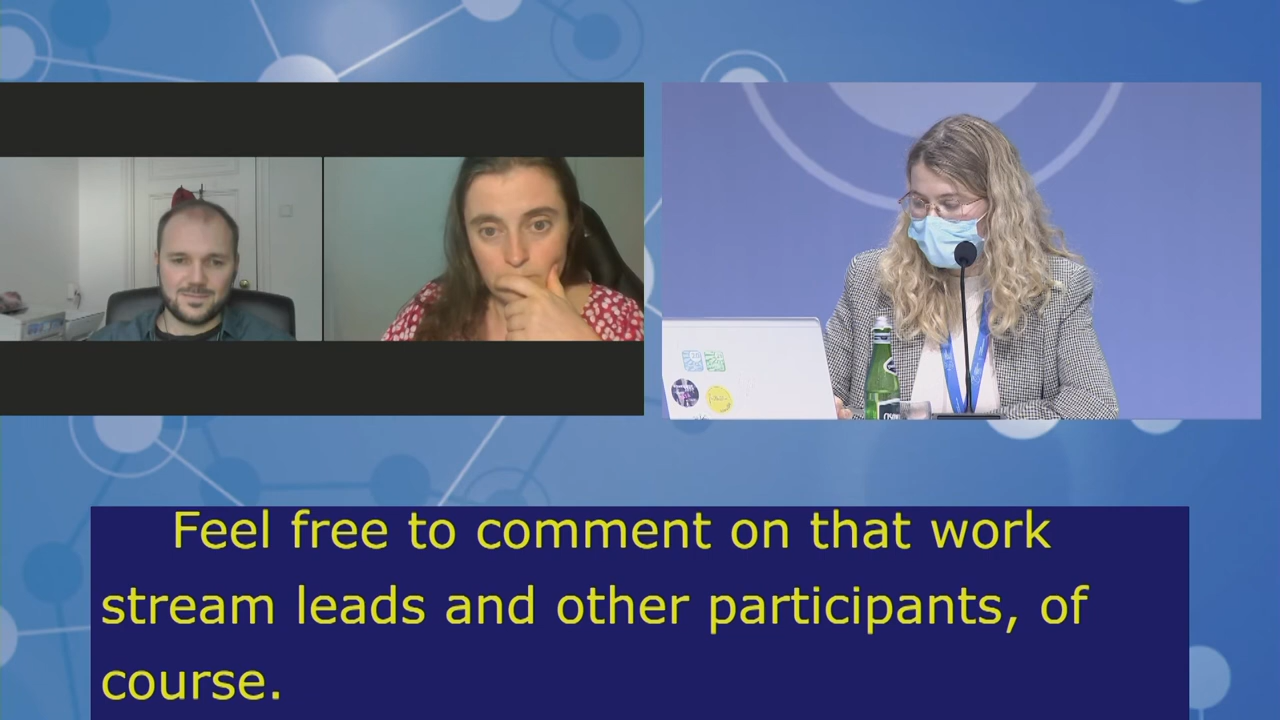 Feel free to comment on that work
stream leads and other participants, of
course.